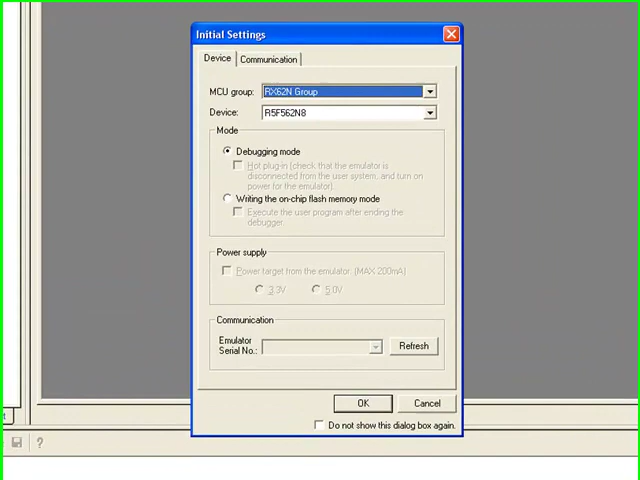 Initial Settings
Device
Communication
MCU group:
RX62N Group
Device:
R5F562N8
Mode
Debugging mode
Hot plug-in (check that the emulator is
disconnected from the user system, and turn on
power for the emulator).
Writing the on-chip flash memory mode
Execute the user program after ending the
debugger.
Power supply
Power target from the emulator. (MAX 200mA)
3.3V
5.0V
Communication
Emulator
Serial No.:
Refresh
OK
Cancel
Do not show this dialog box again.
t
?